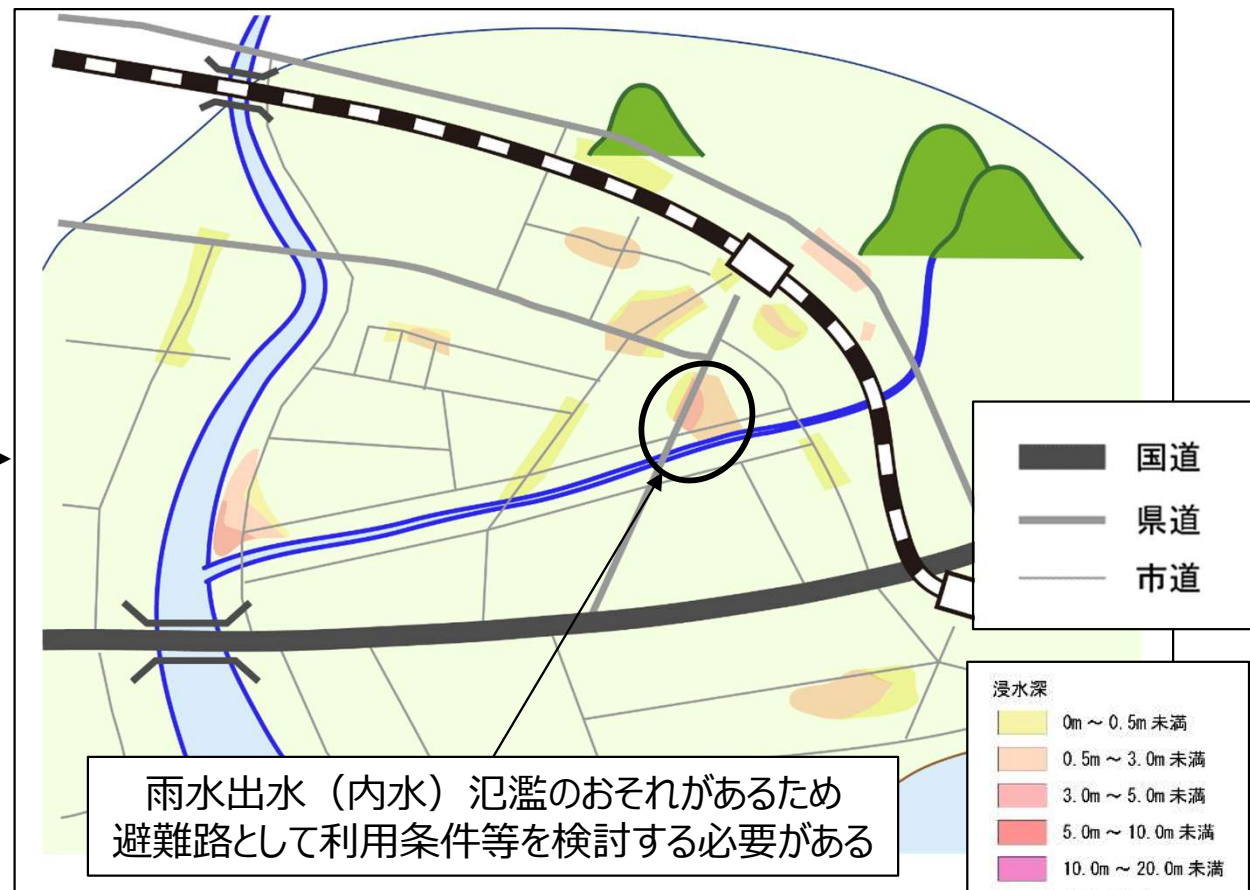 国道
県道
市道
浸水深
0m ～ 0.5m 未満
0.5m ～ 3.0m 未満
3.0m ～ 5.0m 未満
5.0m ～ 10.0m 未満
10.0m ～ 20.0m 未満
雨水出水（内水）氾濫のおそれがあるため
避難路として利用条件等を検討する必要がある